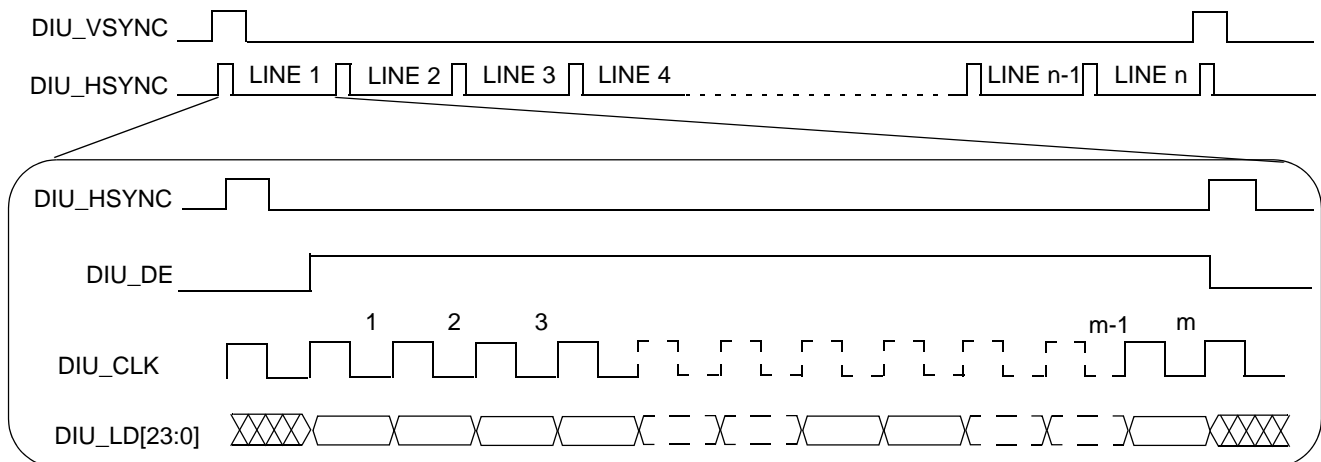 DIU_VSYNC
DIU_HSYNC LINE 1 LINE 2 LINE 3 LINE 4 LINE n-1 LINE n
DIU_HSYNC
DIU_DE
1 2 3 m-1 m
DIU_CLK
DIU_LD[23:0]